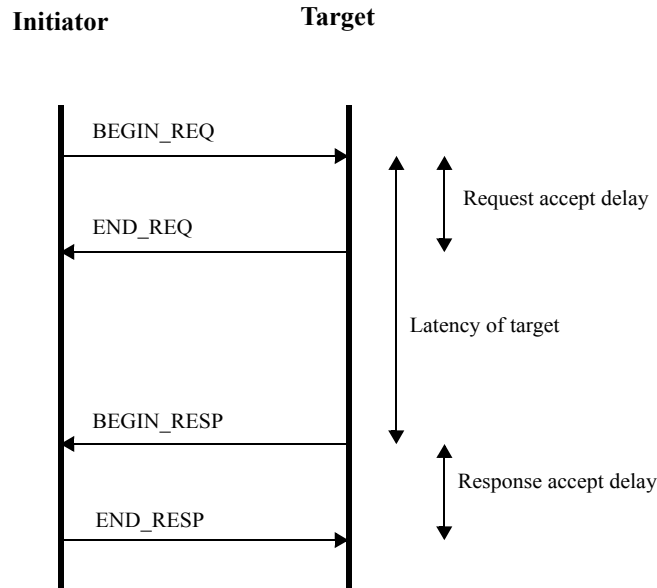 Initiator
Target
BEGIN_REQ
Request accept delay
END_REQ
Latency of target
BEGIN_RESP
Response accept delay
END_RESP